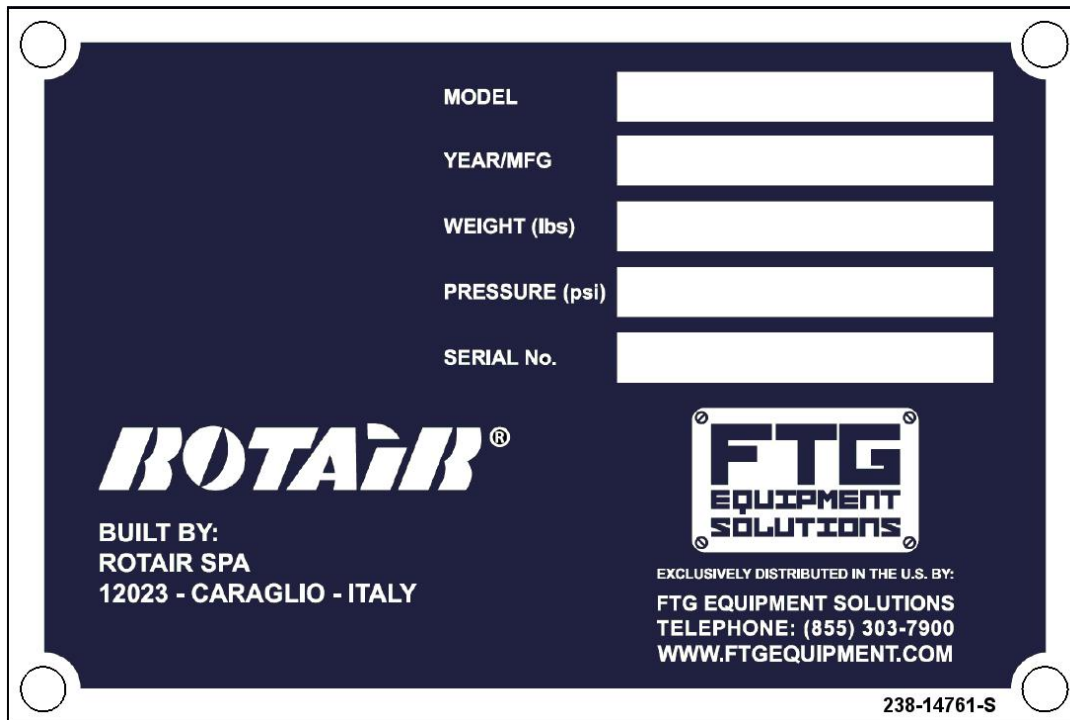 MODEL
YEAR/MFG
WEIGHT (lbs)
PRESSURE (psi)
SERIAL No.
ROTAiR®
BUILT BY:
ROTAIR SPA
12023 - CARAGLIO - ITALY
FTG
EQUIPMENT
SOLUTIONS
EXCLUSIVELY DISTRIBUTED IN THE U.S. BY:
FTG EQUIPMENT SOLUTIONS
TELEPHONE: (855) 303-7900
WWW.FTGEQUIPMENT.COM
238-14761-S